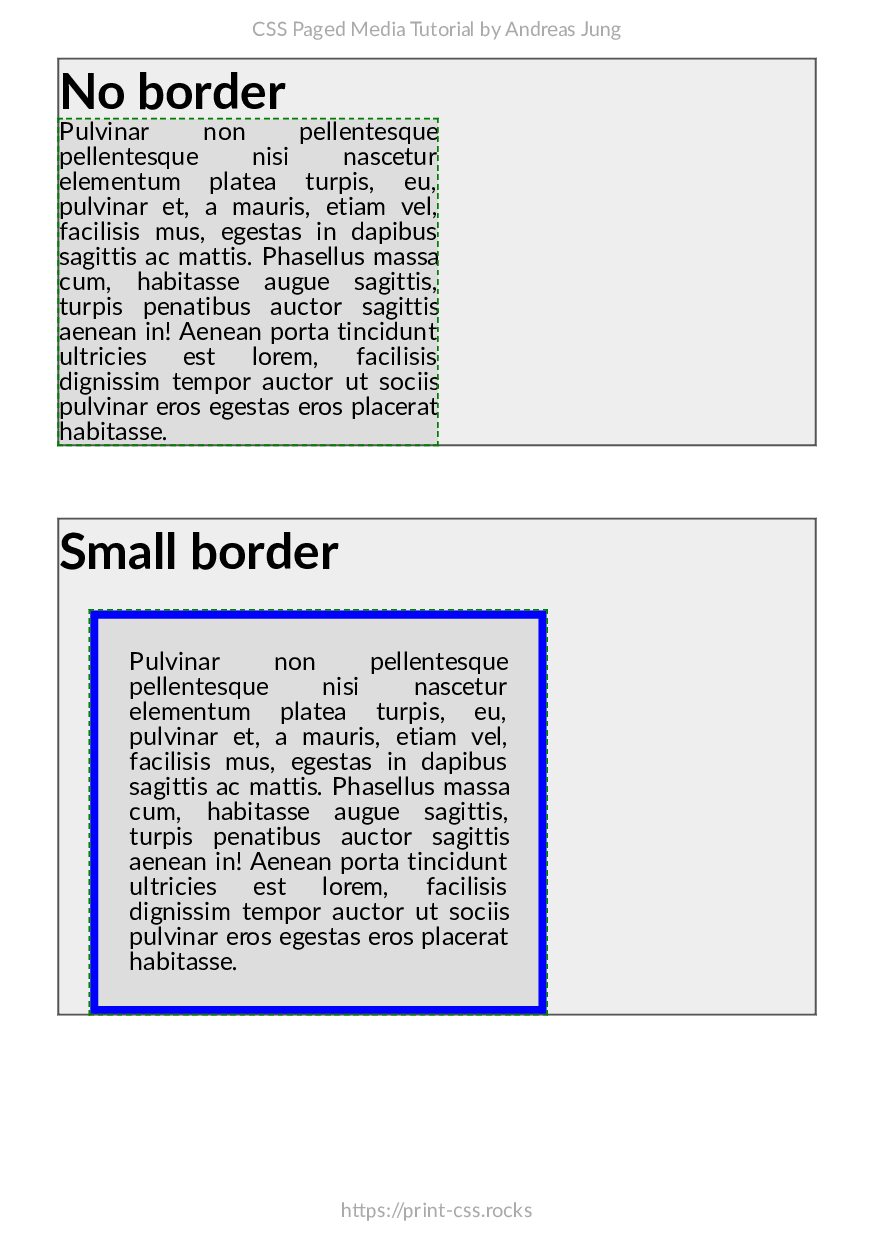 CSS Paged Media Tutorial by Andreas Jung
No border
Pulvinar non pellentesque
pellentesque nisi nascetur
elementum platea turpis, eu,
pulvinar et, a mauris, etiam vel,
facilisis mus, egestas in dapibus
sagittis ac mattis. Phasellus massa
cum, habitasse augue sagittis,
turpis penatibus auctor sagittis
aenean in! Aenean porta tincidunt
ultricies est lorem, facilisis
dignissim tempor auctor ut sociis
pulvinar eros egestas eros placerat
habitasse.
Small border
Pulvinar non pellentesque
pellentesque nisi nascetur
elementum platea turpis, eu,
pulvinar et, a mauris, etiam vel,
facilisis mus, egestas in dapibus
sagittis ac mattis. Phasellus massa
cum, habitasse augue sagittis,
turpis penatibus auctor sagittis
aenean in! Aenean porta tincidunt
ultricies est lorem, facilisis
dignissim tempor auctor ut sociis
pulvinar eros egestas eros placerat
habitasse.
https://print-css.rocks